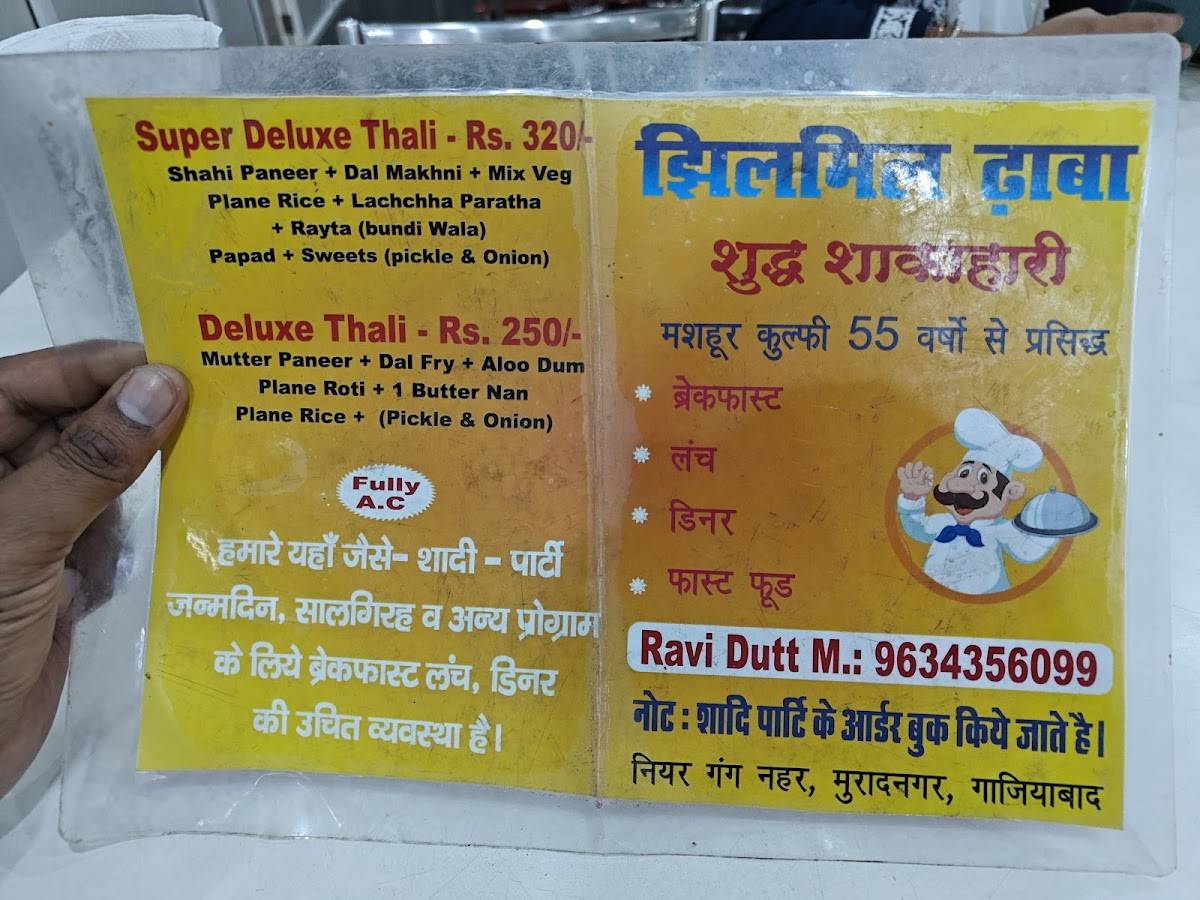 Super Deluxe Thali - Rs. 320/-
Shahi Paneer + Dal Makhni + Mix Veg
Plane Rice + Lachchha Paratha
+ Rayta (bundi Wala)
Papad + Sweets (pickle & Onion)
Deluxe Thali - Rs. 250/-
Mutter Paneer + Dal Fry + Aloo Dum
Plane Roti + 1 Butter Nan
Plane Rice + (Pickle & Onion)
Fully
A.C
हमारे यहाँ जैसे- शादी - पार्टी
जन्मदिन, सालगिरह व अन्य प्रोग्राम
के लिये ब्रेकफास्ट लंच, डिनर
की उचित व्यवस्था है।
झिलमिल ढ़ाबा
शुद्ध शाकाहारी
मशहूर कुल्फी 55 वर्षो से प्रसिद्ध
ब्रेकफास्ट
लंच
डिनर
फास्ट फूड
Ravi Dutt M.: 9634356099
नोट : शादि पार्टि के आर्डर बुक किये जाते है।
नियर गंग नहर, मुरादनगर, गाजियाबाद